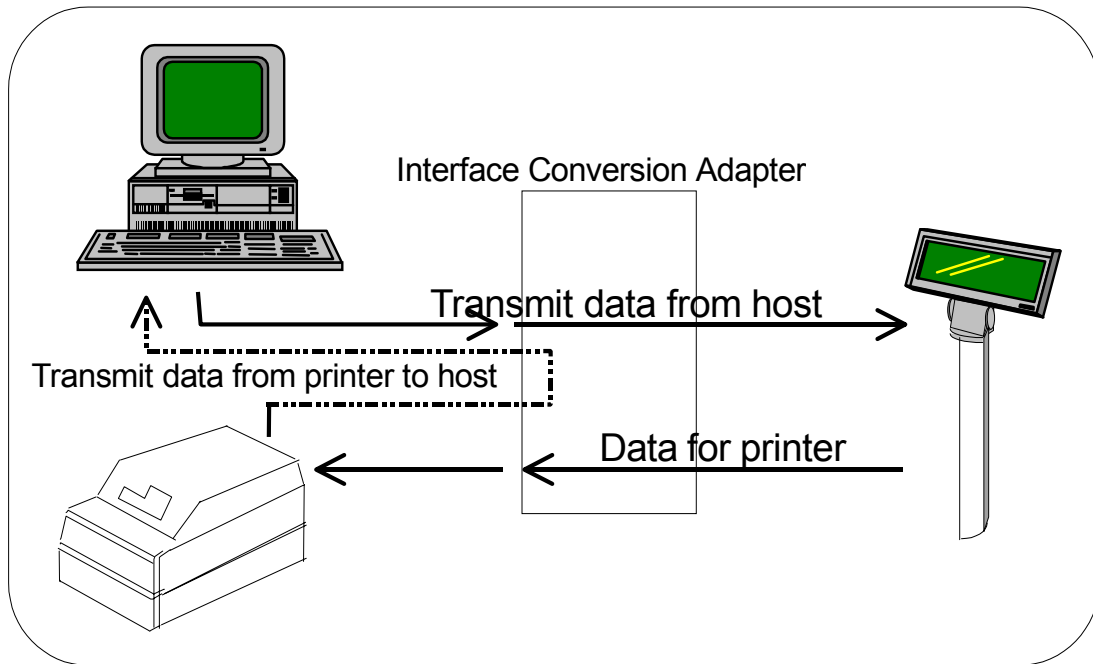 Interface Conversion Adapter
Transmit data from host
Transmit data from printer to host
Data for printer